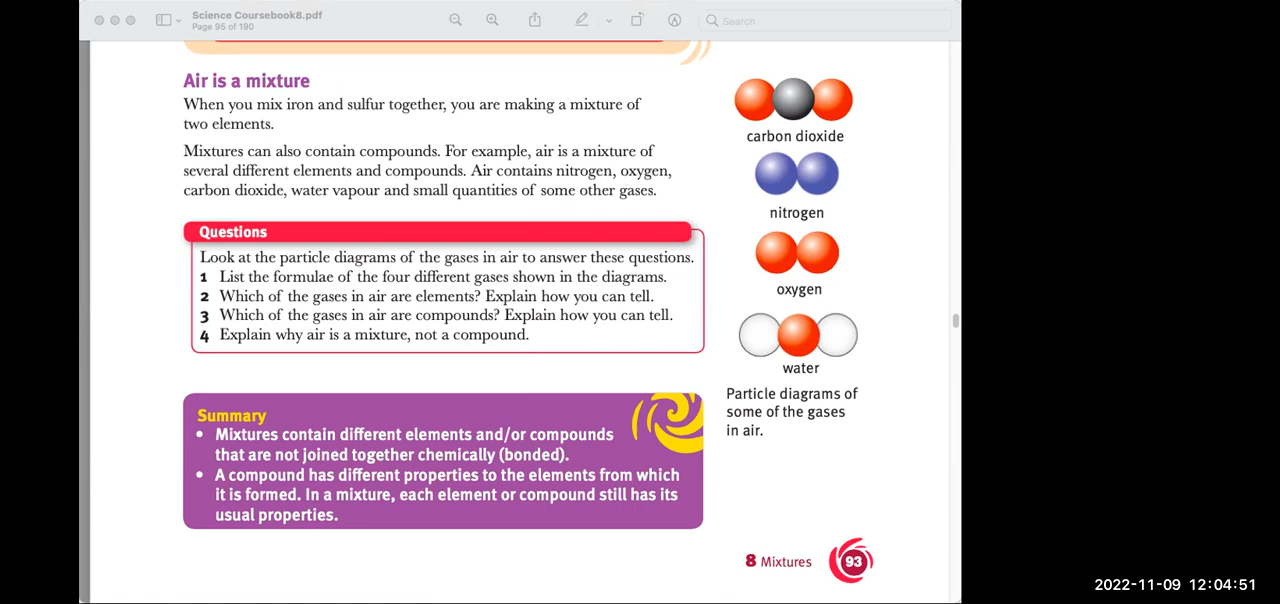 Science Coursebook8.pdf
Page 95 of 190
Search
Air is a mixture
When you mix iron and sulfur together, you are making a mixture of
two elements.
Mixtures can also contain compounds. For example, air is a mixture of
several different elements and compounds. Air contains nitrogen, oxygen,
carbon dioxide, water vapour and small quantities of some other gases.
Questions
Look at the particle diagrams of the gases in air to answer these questions.
1 List the formulae of the four different gases shown in the diagrams.
2 Which of the gases in air are elements? Explain how you can tell.
3 Which of the gases in air are compounds? Explain how you can tell.
4 Explain why air is a mixture, not a compound.
Summary
• Mixtures contain different elements and/or compounds
that are not joined together chemically (bonded).
• A compound has different properties to the elements from which
it is formed. In a mixture, each element or compound still has its
usual properties.
carbon dioxide
nitrogen
oxygen
water
Particle diagrams of
some of the gases
in air.
8 Mixtures 93
2022-11-09 12:04:51